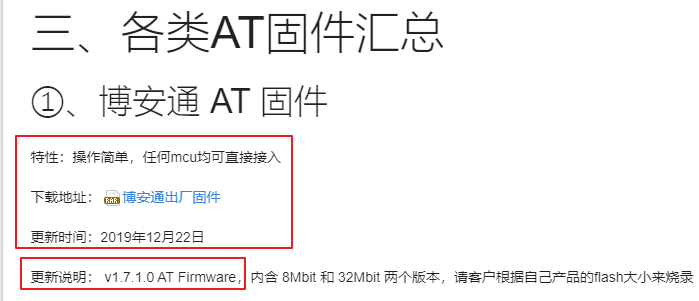 三、各类AT固件汇总
①、博安通 AT 固件
特性：操作简单，任何mcu均可直接接入
下载地址： 博安通出厂固件
更新时间：2019年12月22日
更新说明： v1.7.1.0 AT Firmware，内含 8Mbit 和 32Mbit 两个版本，请客户根据自己产品的flash大小来烧录